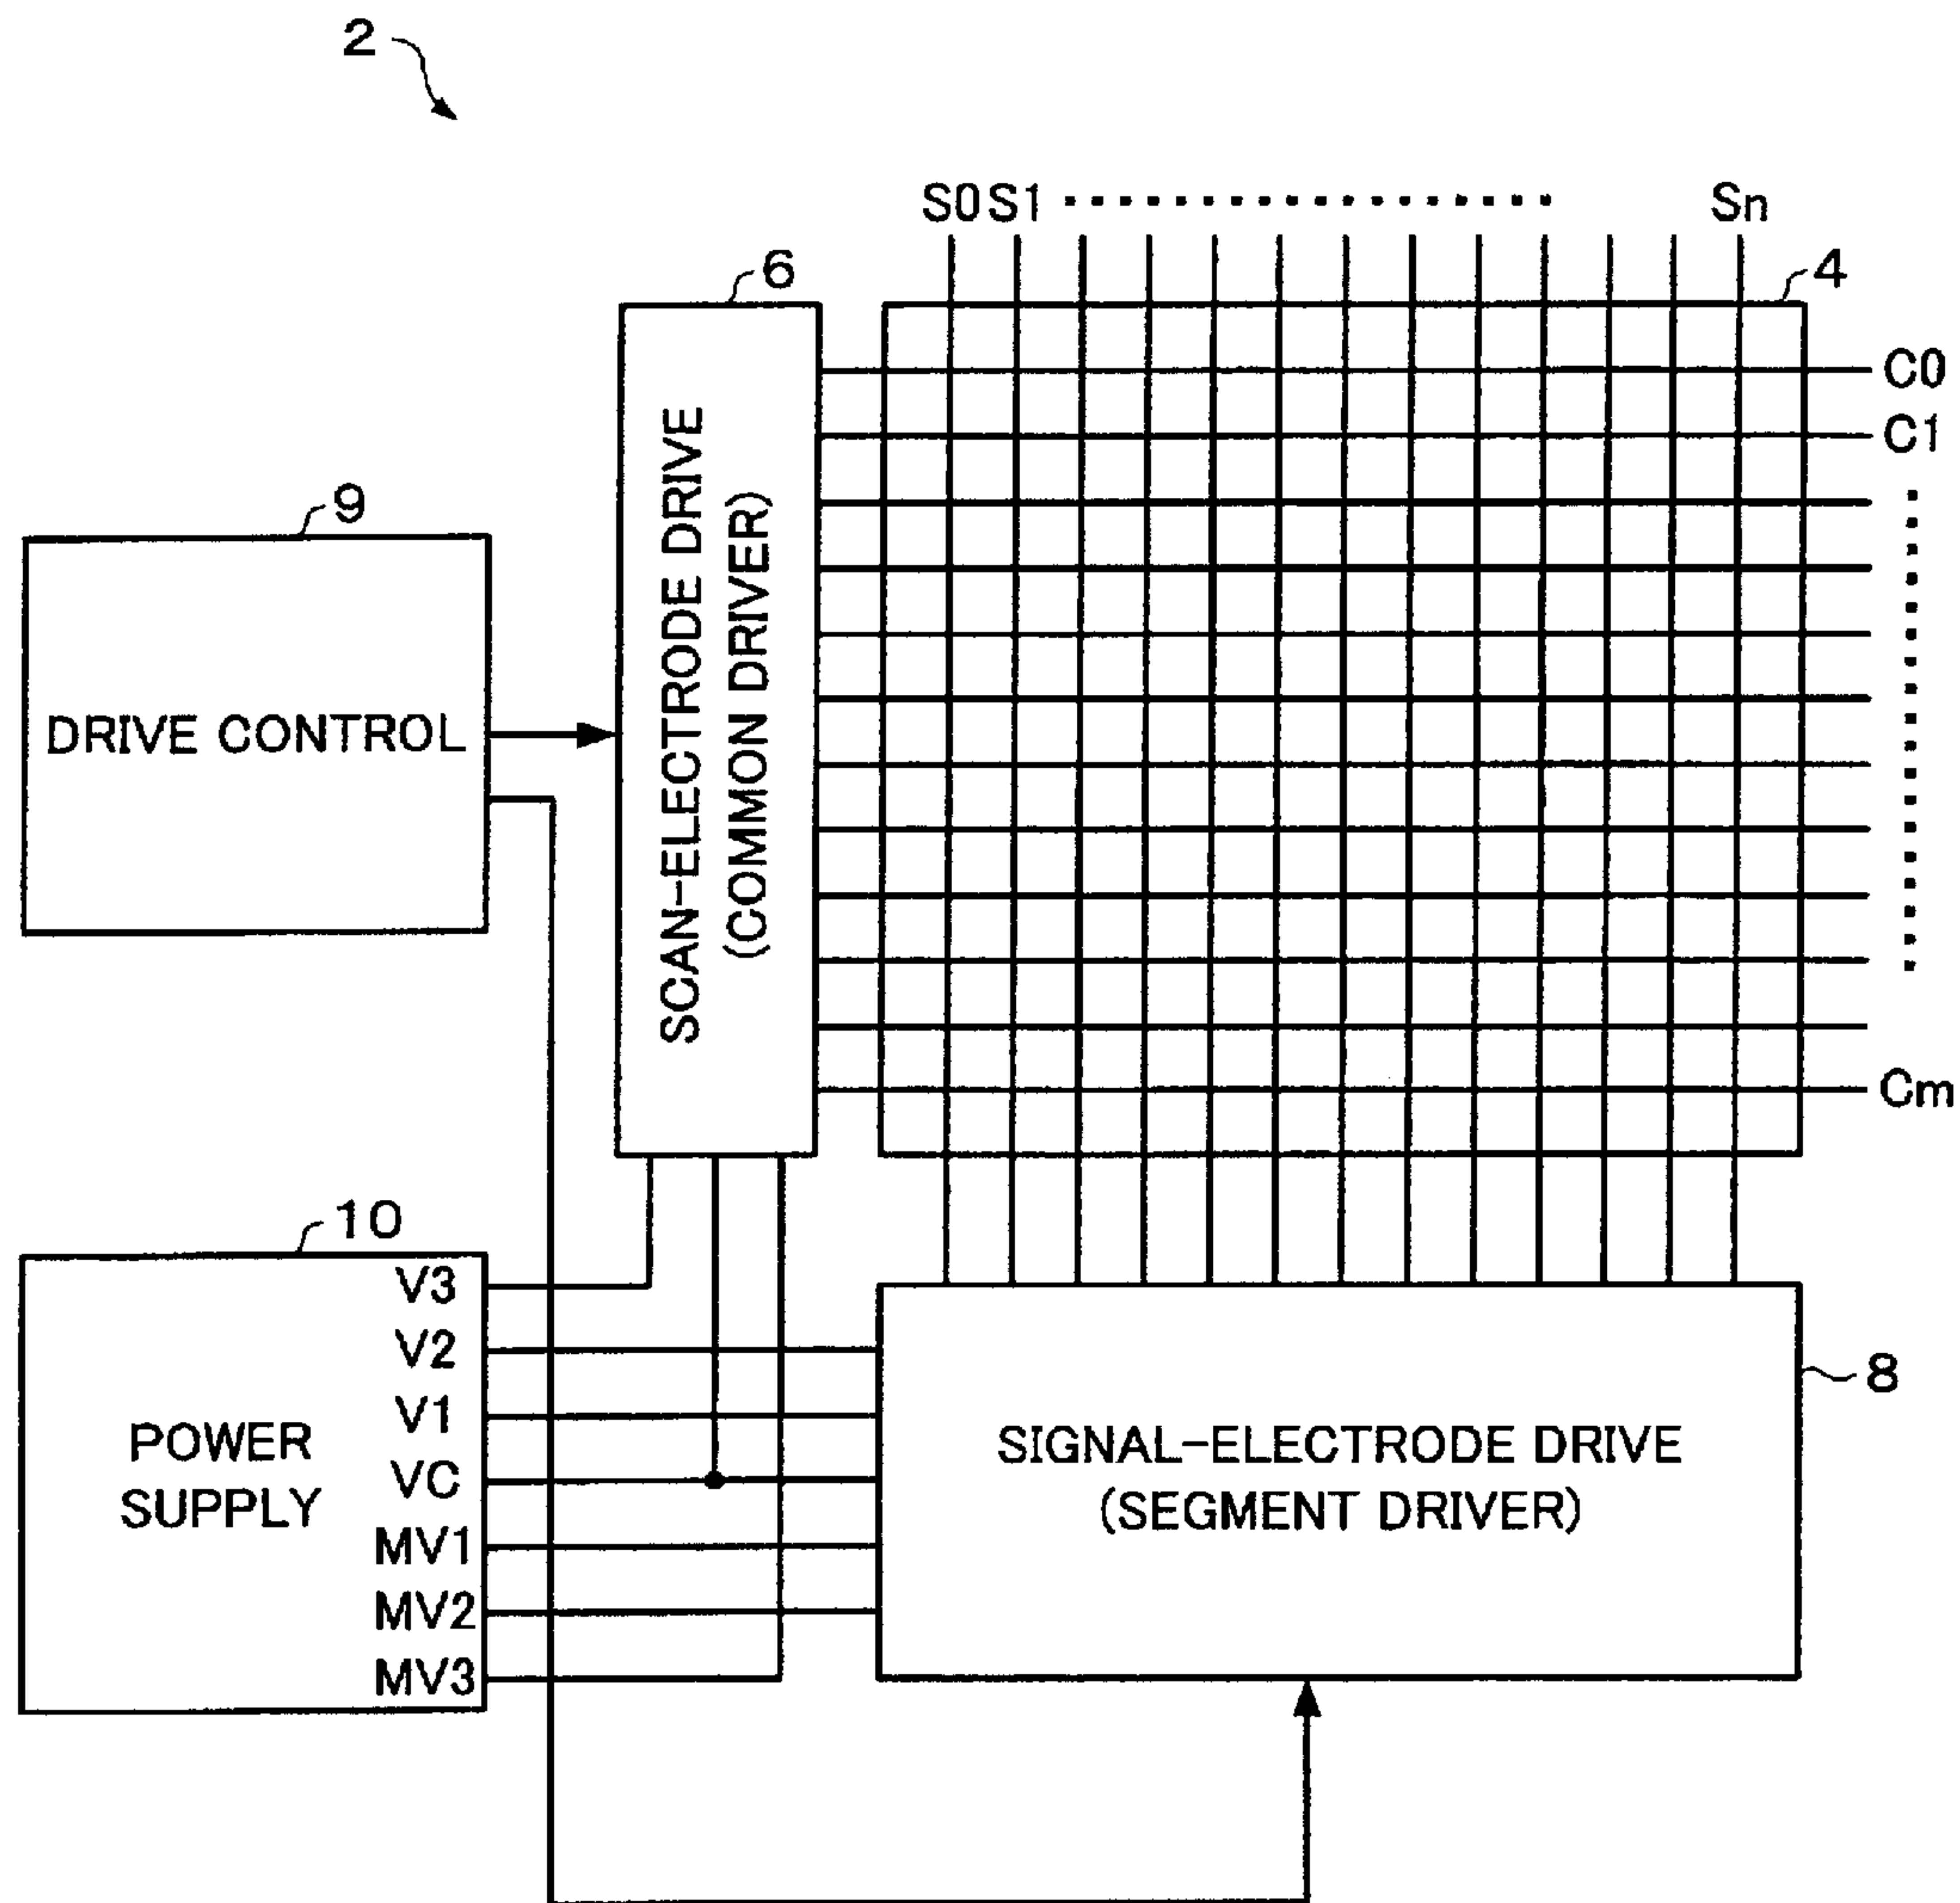 2
S0 S1 Sn
6
4
C0
C1
9
SCAN-ELECTRODE DRIVE
(COMMON DRIVER)
DRIVE CONTROL
Cm
10
V3
V2
V1
VC
MV1
MV2
MV3
POWER
SUPPLY
8
SIGNAL-ELECTRODE DRIVE
(SEGMENT DRIVER)